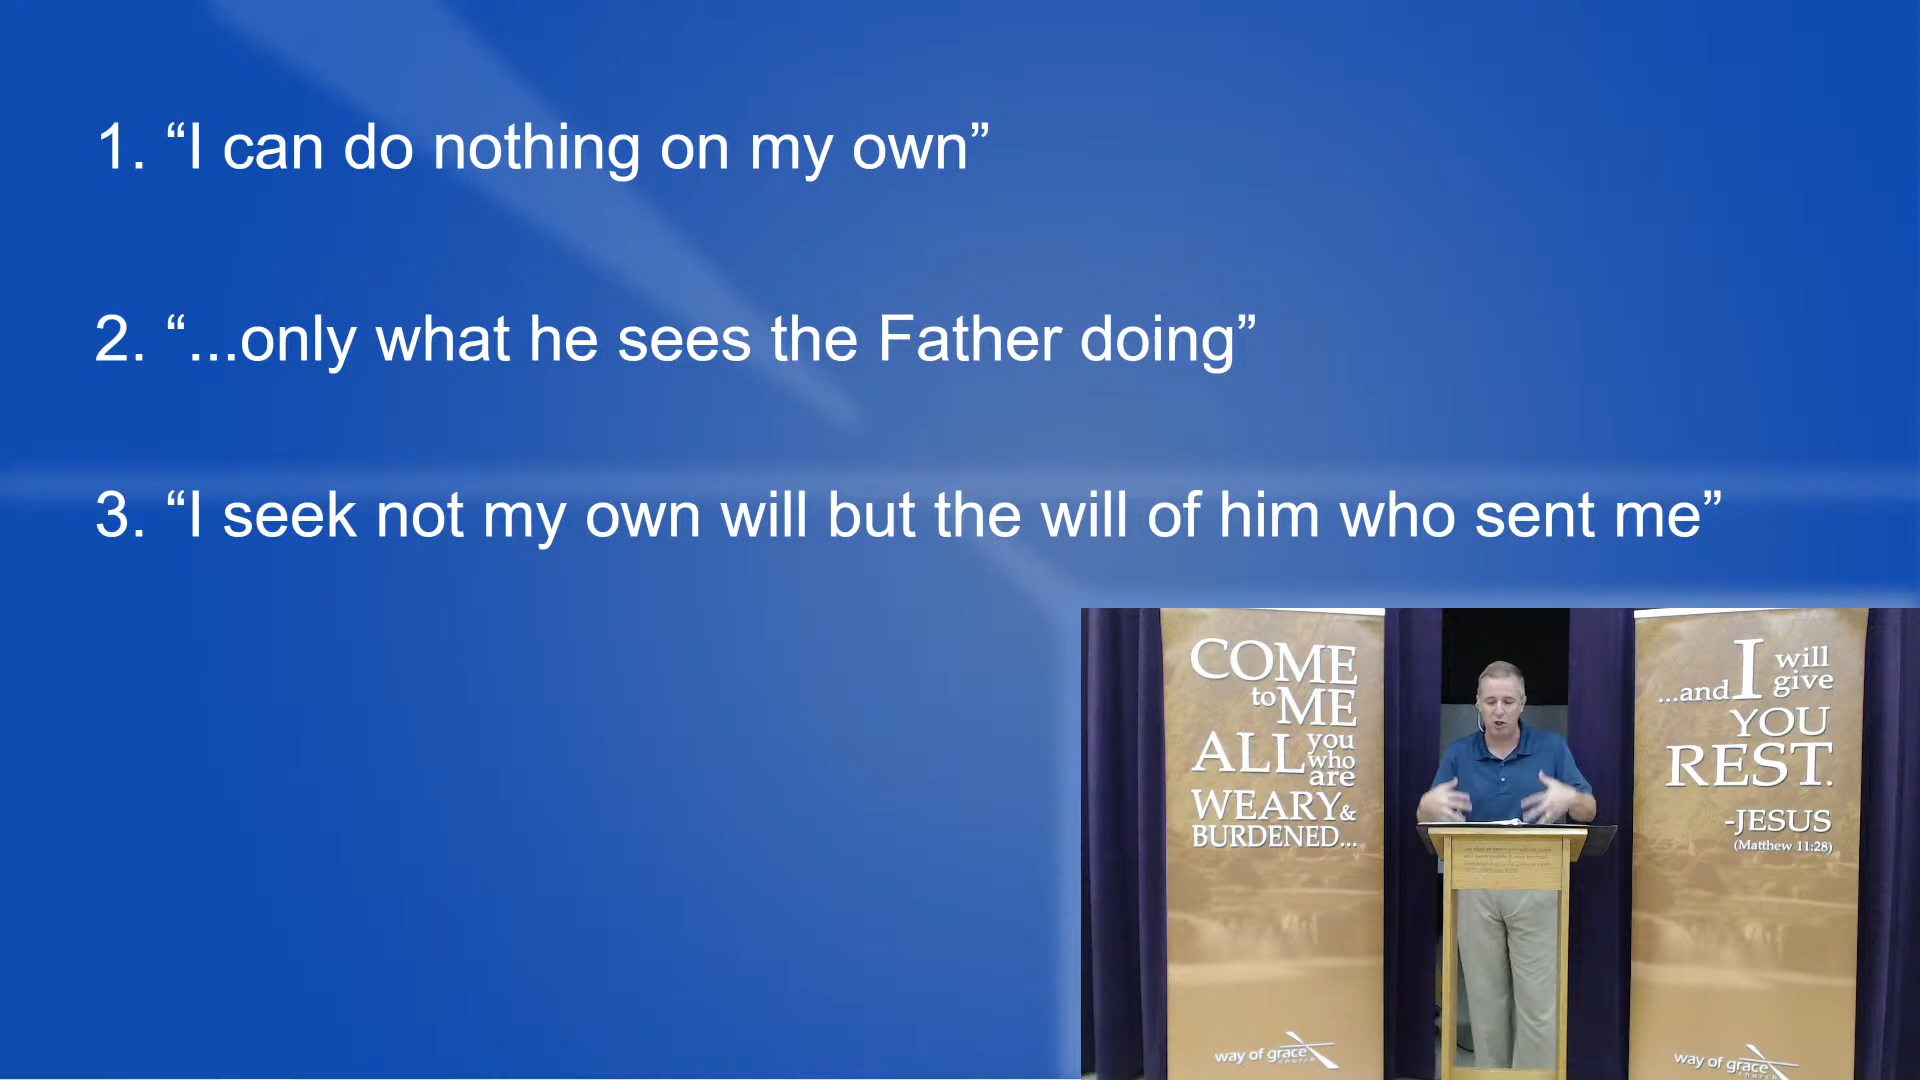 1. “I can do nothing on my own”
2. “...only what he sees the Father doing”
3. “I seek not my own will but the will of him who sent me”
COME
to ME
ALL you who are
WEARY &
BURDENED...
way of grace
church
...and I will give
YOU
REST.
-JESUS
(Matthew 11:28)
way of grace
church